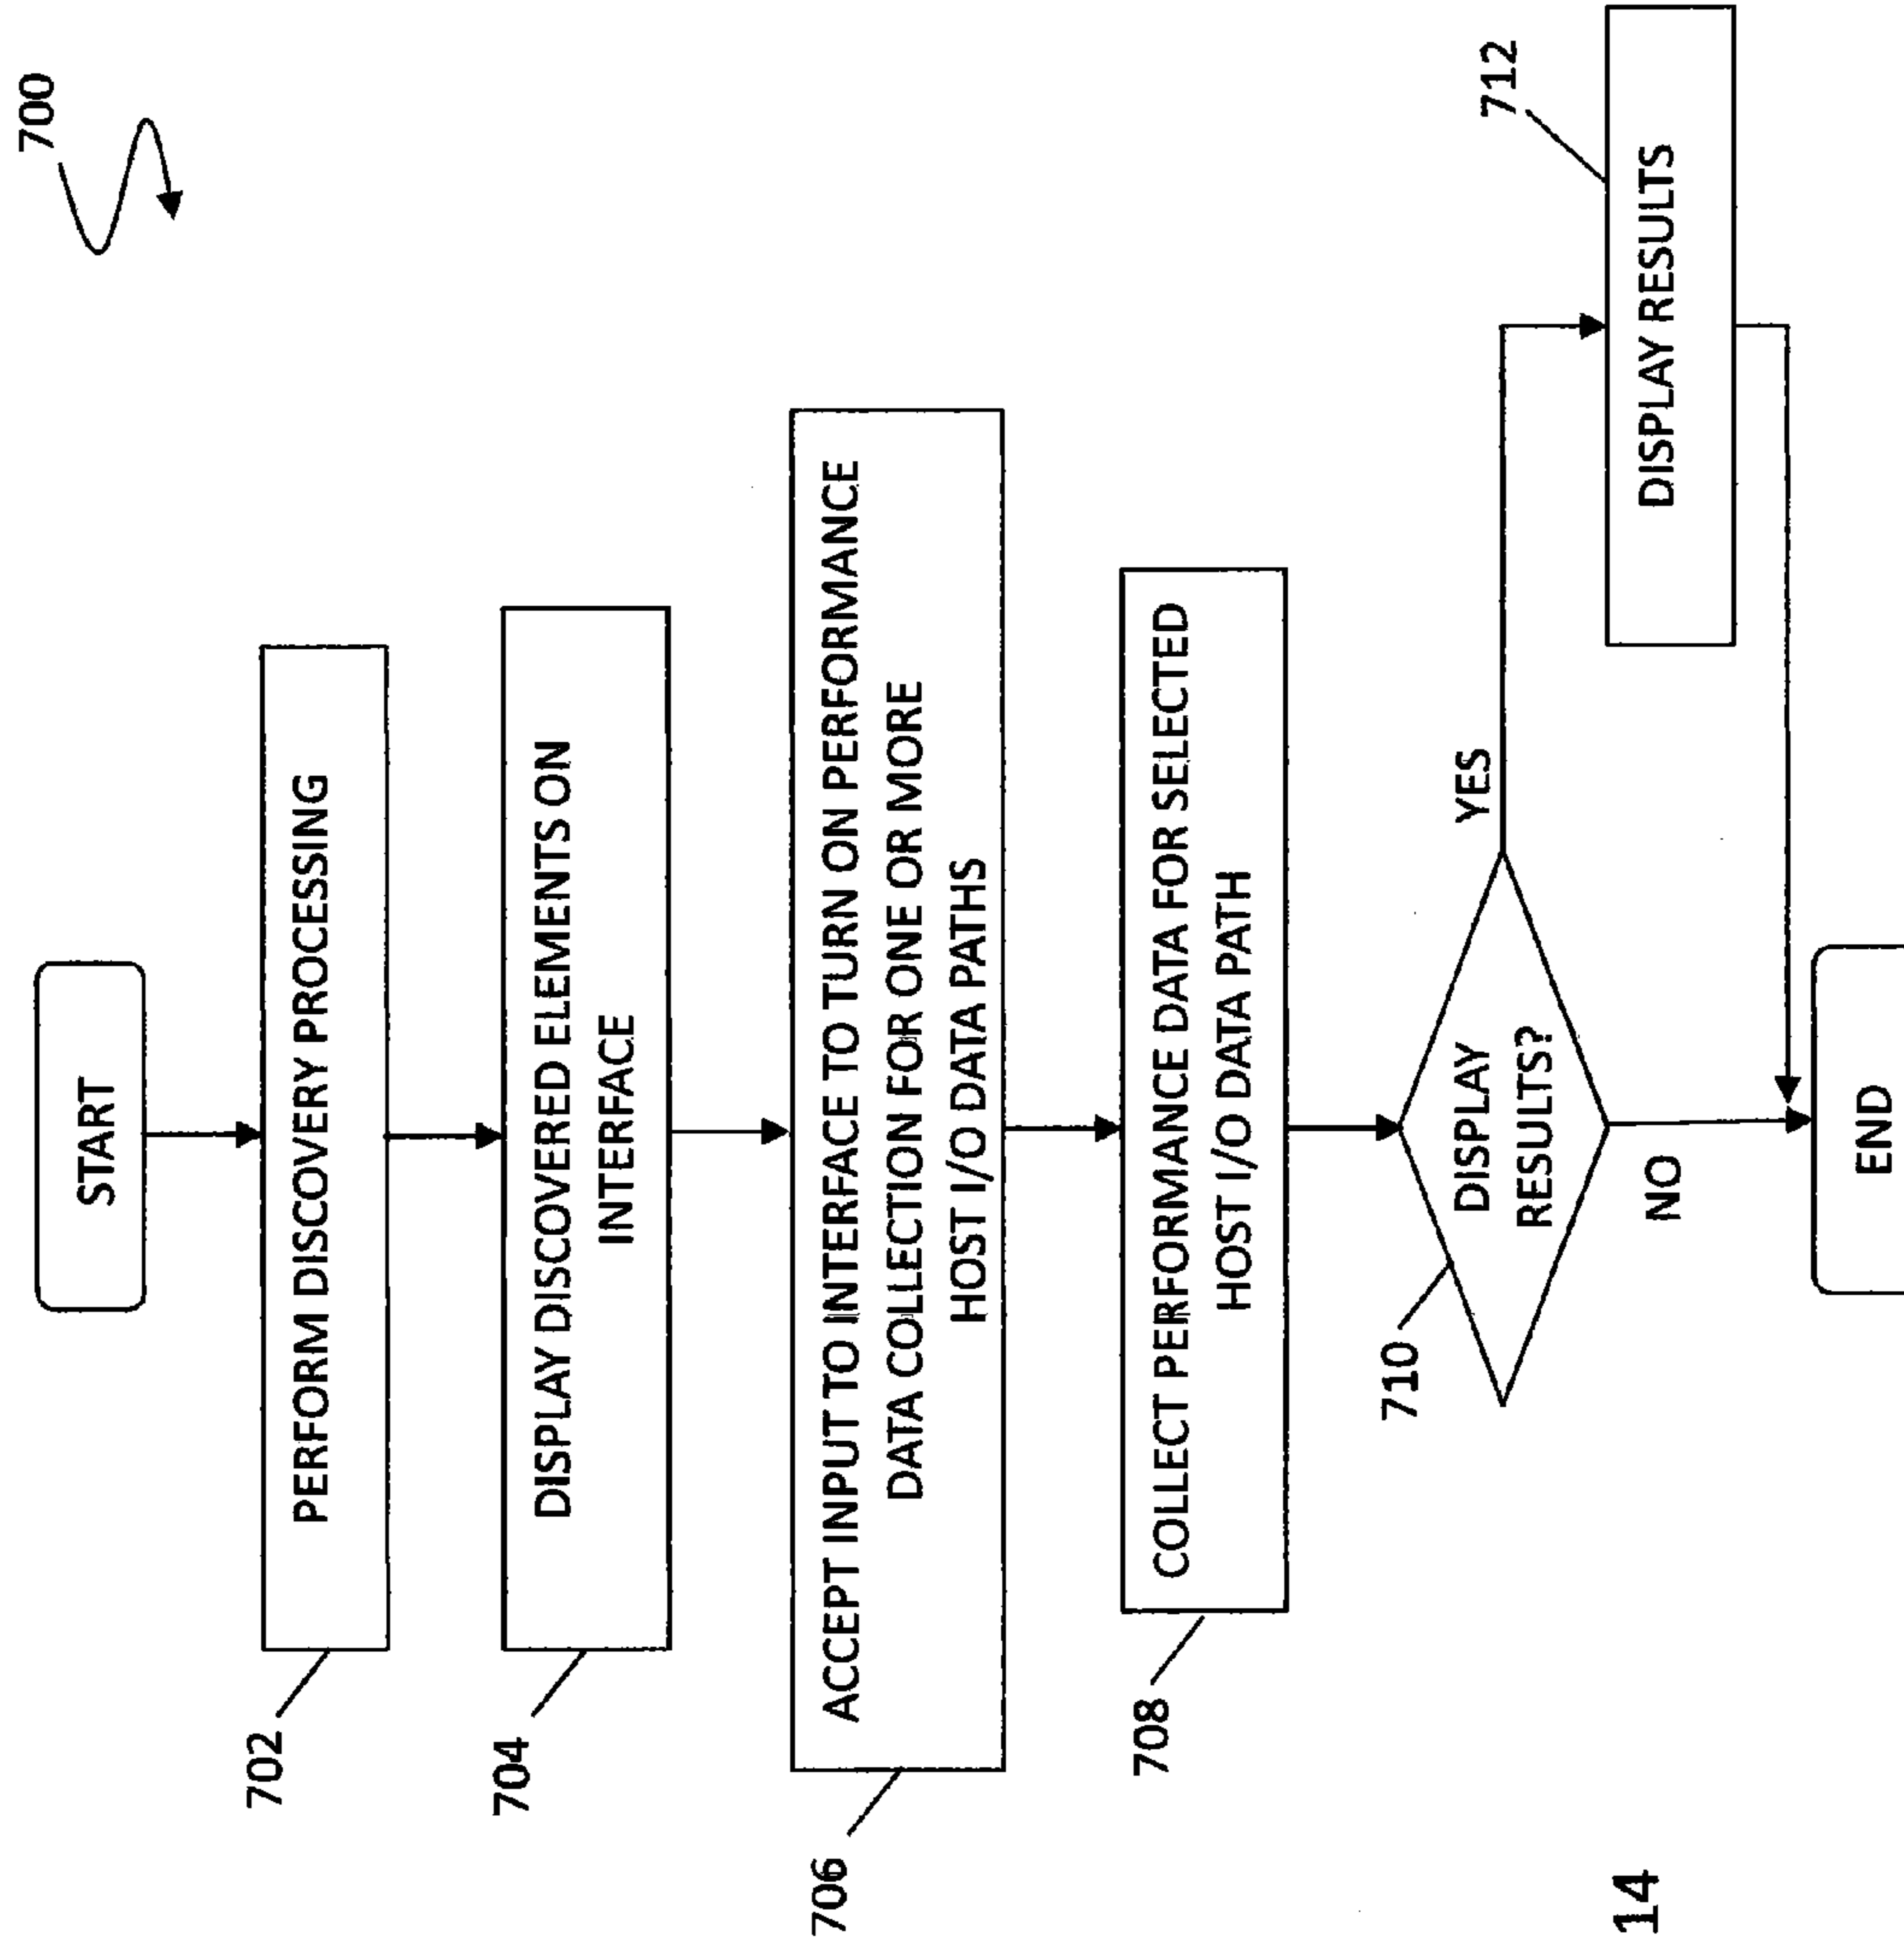 700
START
702
PERFORM DISCOVERY PROCESSING
704
DISPLAY DISCOVERED ELEMENTS ON
INTERFACE
706
ACCEPT INPUT TO INTERFACE TO TURN ON PERFORMANCE
DATA COLLECTION FOR ONE OR MORE
HOST I/O DATA PATHS
708
COLLECT PERFORMANCE DATA FOR SELECTED
HOST I/O DATA PATH
710
DISPLAY
RESULTS?
YES
NO
712
DISPLAY RESULTS
END
14